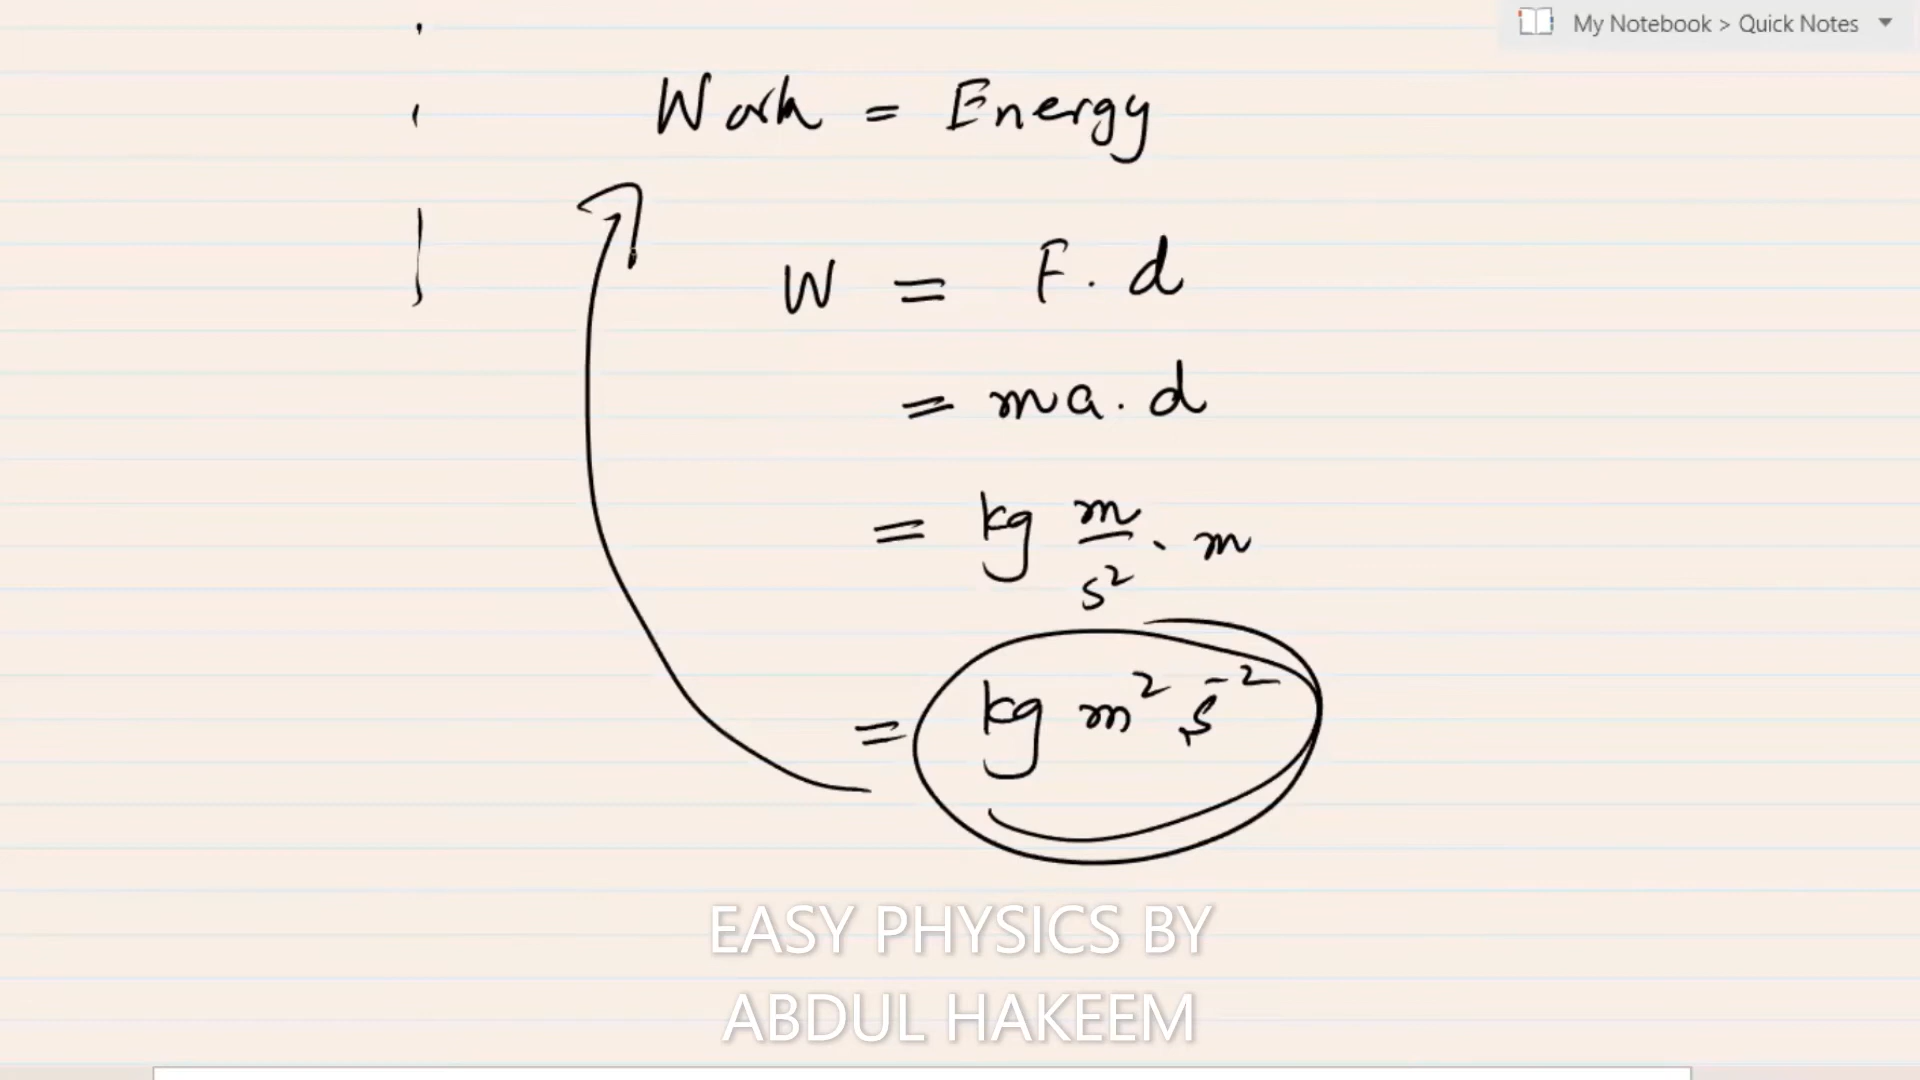 My Notebook > Quick Notes
Work = Energy
W = F . d
= ma . d
= kg m/s² . m
= kg m² s⁻²
EASY PHYSICS BY
ABDUL HAKEEM